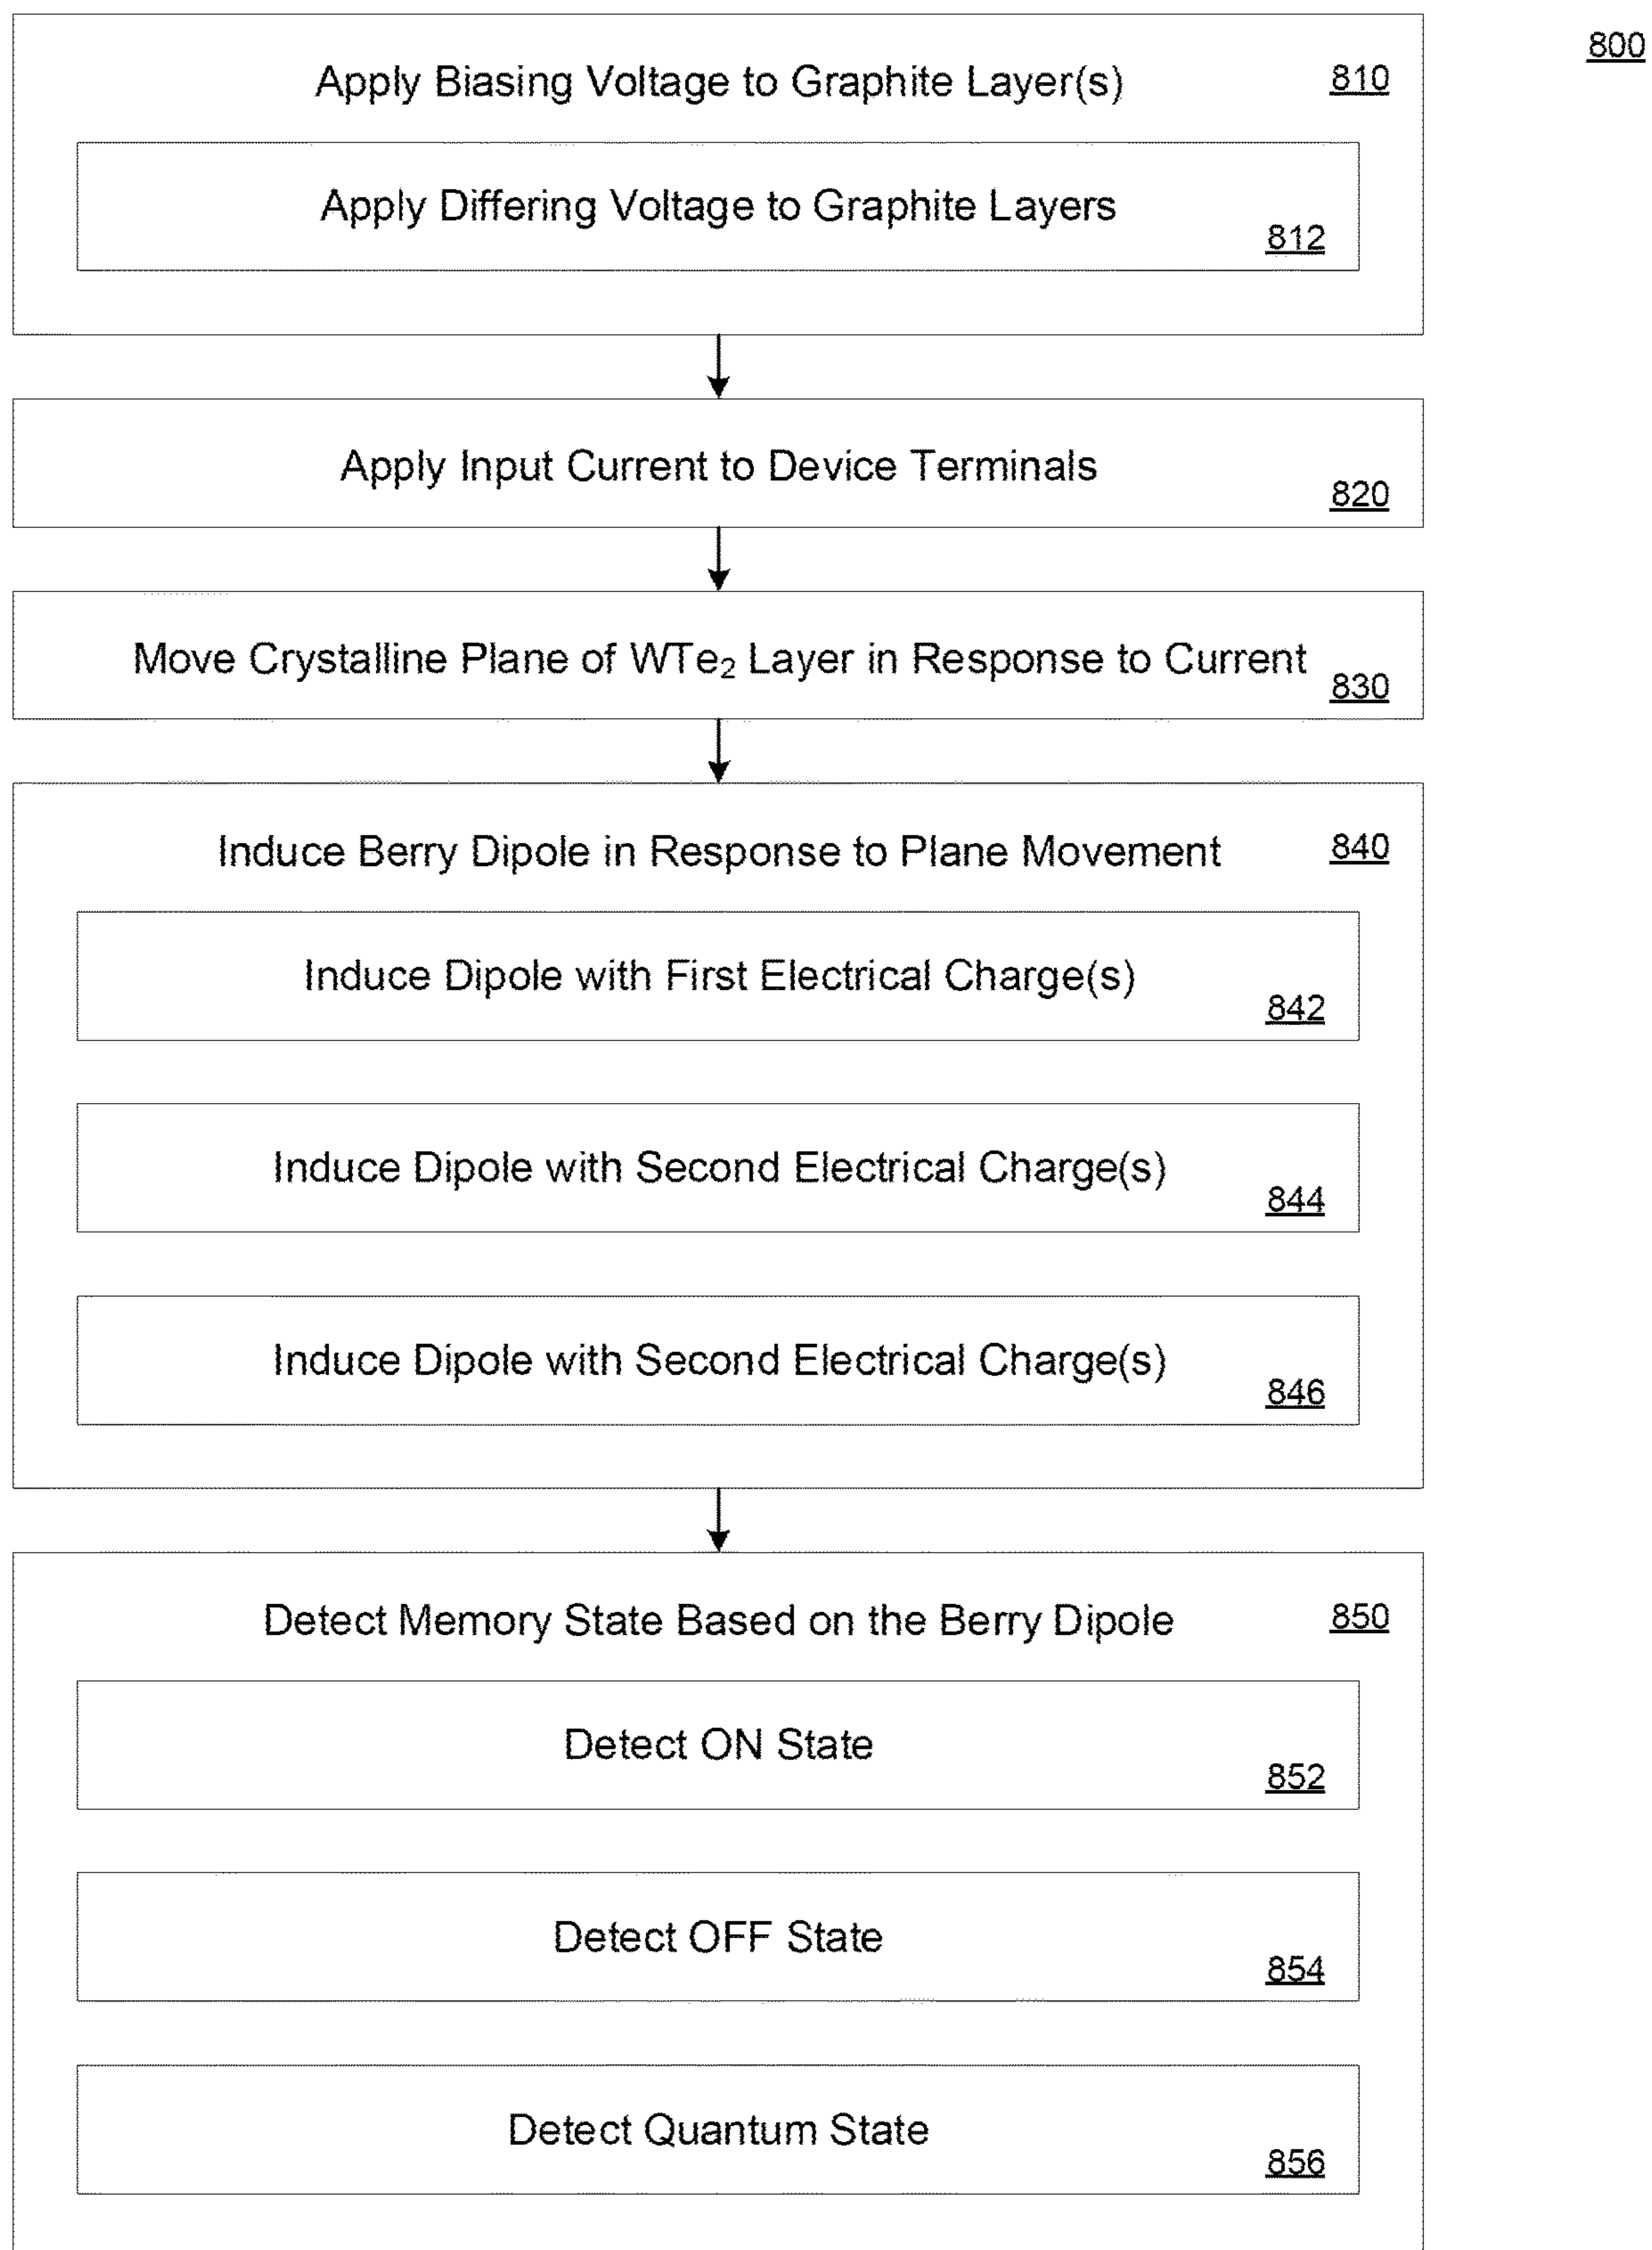 800
Apply Biasing Voltage to Graphite Layer(s) 810
Apply Differing Voltage to Graphite Layers
812
Apply Input Current to Device Terminals
820
Move Crystalline Plane of WTe₂ Layer in Response to Current
830
Induce Berry Dipole in Response to Plane Movement 840
Induce Dipole with First Electrical Charge(s)
842
Induce Dipole with Second Electrical Charge(s)
844
Induce Dipole with Second Electrical Charge(s)
846
Detect Memory State Based on the Berry Dipole 850
Detect ON State
852
Detect OFF State
854
Detect Quantum State
856